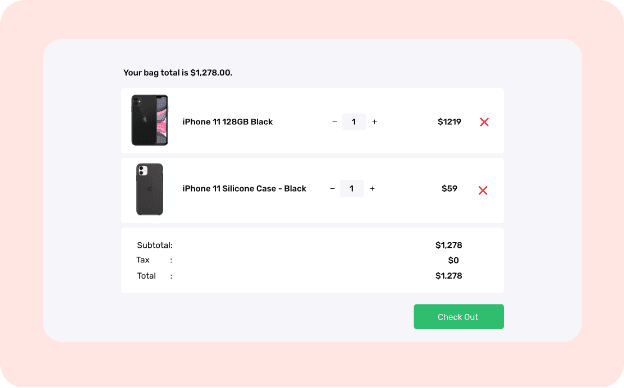 Your bag total is $1,278.00.
iPhone 11 128GB Black − 1 + $1219
iPhone 11 Silicone Case - Black − 1 + $59
Subtotal: $1,278
Tax : $0
Total : $1,278
Check Out